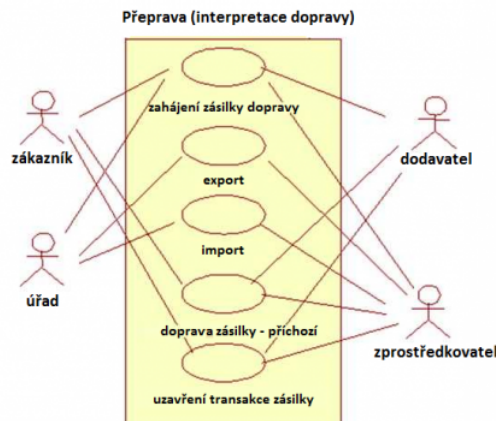 Přeprava (interpretace dopravy)
zahájení zásilky dopravy
zákazník
dodavatel
export
import
úřad
doprava zásilky - příchozí
zprostředkovatel
uzavření transakce zásilky